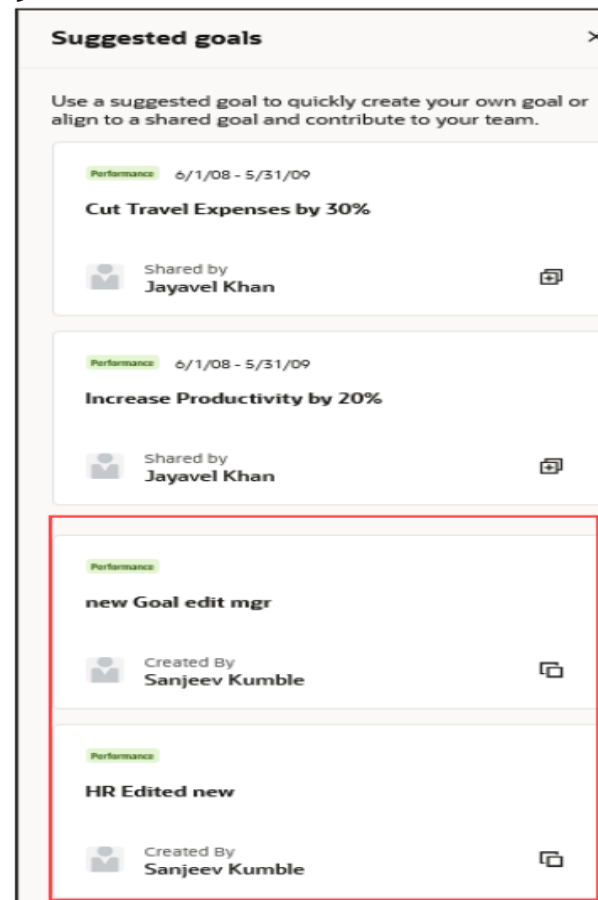 Suggested goals
Use a suggested goal to quickly create your own goal or
align to a shared goal and contribute to your team.
Performance 6/1/08 - 5/31/09
Cut Travel Expenses by 30%
Shared by
Jayavel Khan
Performance 6/1/08 - 5/31/09
Increase Productivity by 20%
Shared by
Jayavel Khan
Performance
new Goal edit mgr
Created By
Sanjeev Kumble
Performance
HR Edited new
Created By
Sanjeev Kumble